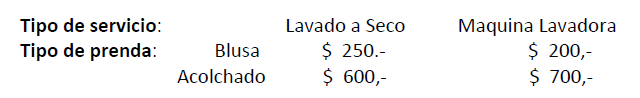 Tipo de servicio: Lavado a Seco Maquina Lavadora
Tipo de prenda: Blusa $ 250.- $ 200,-
Acolchado $ 600,- $ 700,-